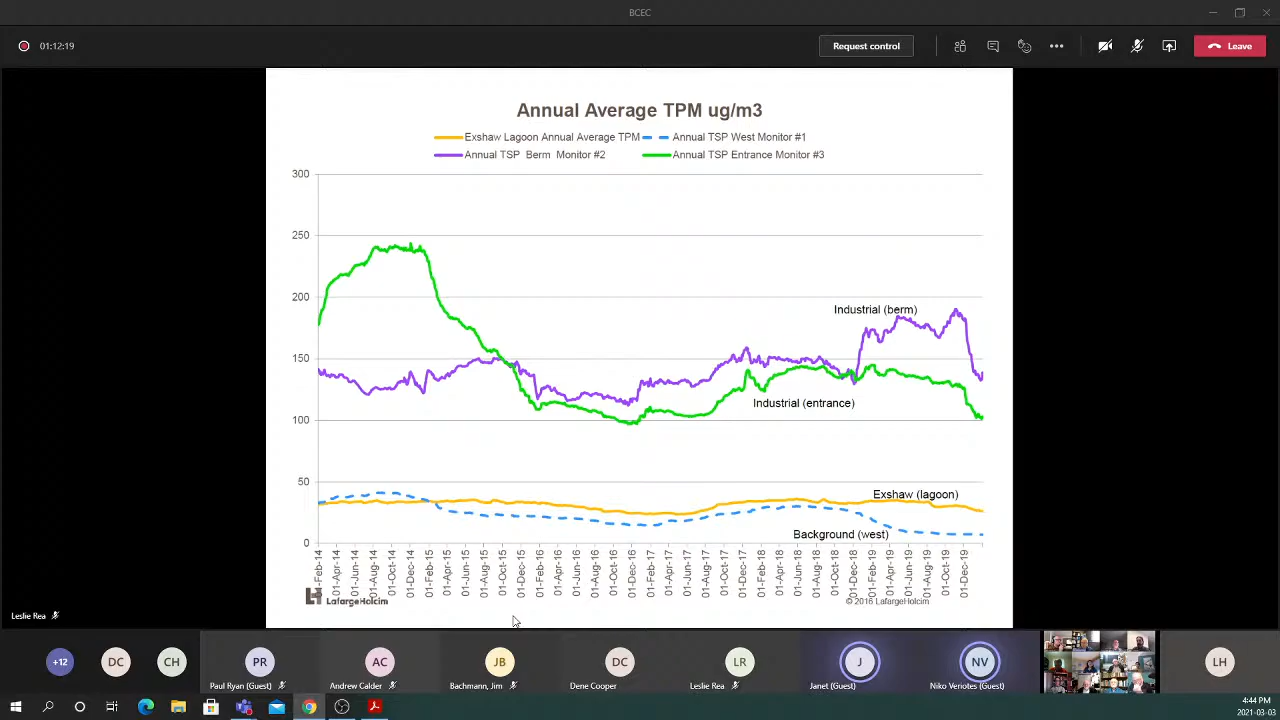 BCEC
01:12:19
Request control
Leave
Annual Average TPM ug/m3
Exshaw Lagoon Annual Average TPM
Annual TSP West Monitor #1
Annual TSP Berm Monitor #2
Annual TSP Entrance Monitor #3
300
250
200
150
100
50
0
Industrial (berm)
Industrial (entrance)
Exshaw (lagoon)
Background (west)
01-Feb-14
01-Apr-14
01-Jun-14
01-Aug-14
01-Oct-14
01-Dec-14
01-Feb-15
01-Apr-15
01-Jun-15
01-Aug-15
01-Oct-15
01-Dec-15
01-Feb-16
01-Apr-16
01-Jun-16
01-Aug-16
01-Oct-16
01-Dec-16
01-Feb-17
01-Apr-17
01-Jun-17
01-Aug-17
01-Oct-17
01-Dec-17
01-Feb-18
01-Apr-18
01-Jun-18
01-Aug-18
01-Oct-18
01-Dec-18
01-Feb-19
01-Apr-19
01-Jun-19
01-Aug-19
01-Oct-19
01-Dec-19
LafargeHolcim
© 2016 LafargeHolcim
Leslie Rea
+12
DC
CH
PR
Paul Ryan (Guest)
AC
Andrew Calder
JB
Bachmann, Jim
DC
Dene Cooper
LR
Leslie Rea
J
Janet (Guest)
NV
Niko Veriotes (Guest)
LH
4:44 PM
2021-03-03